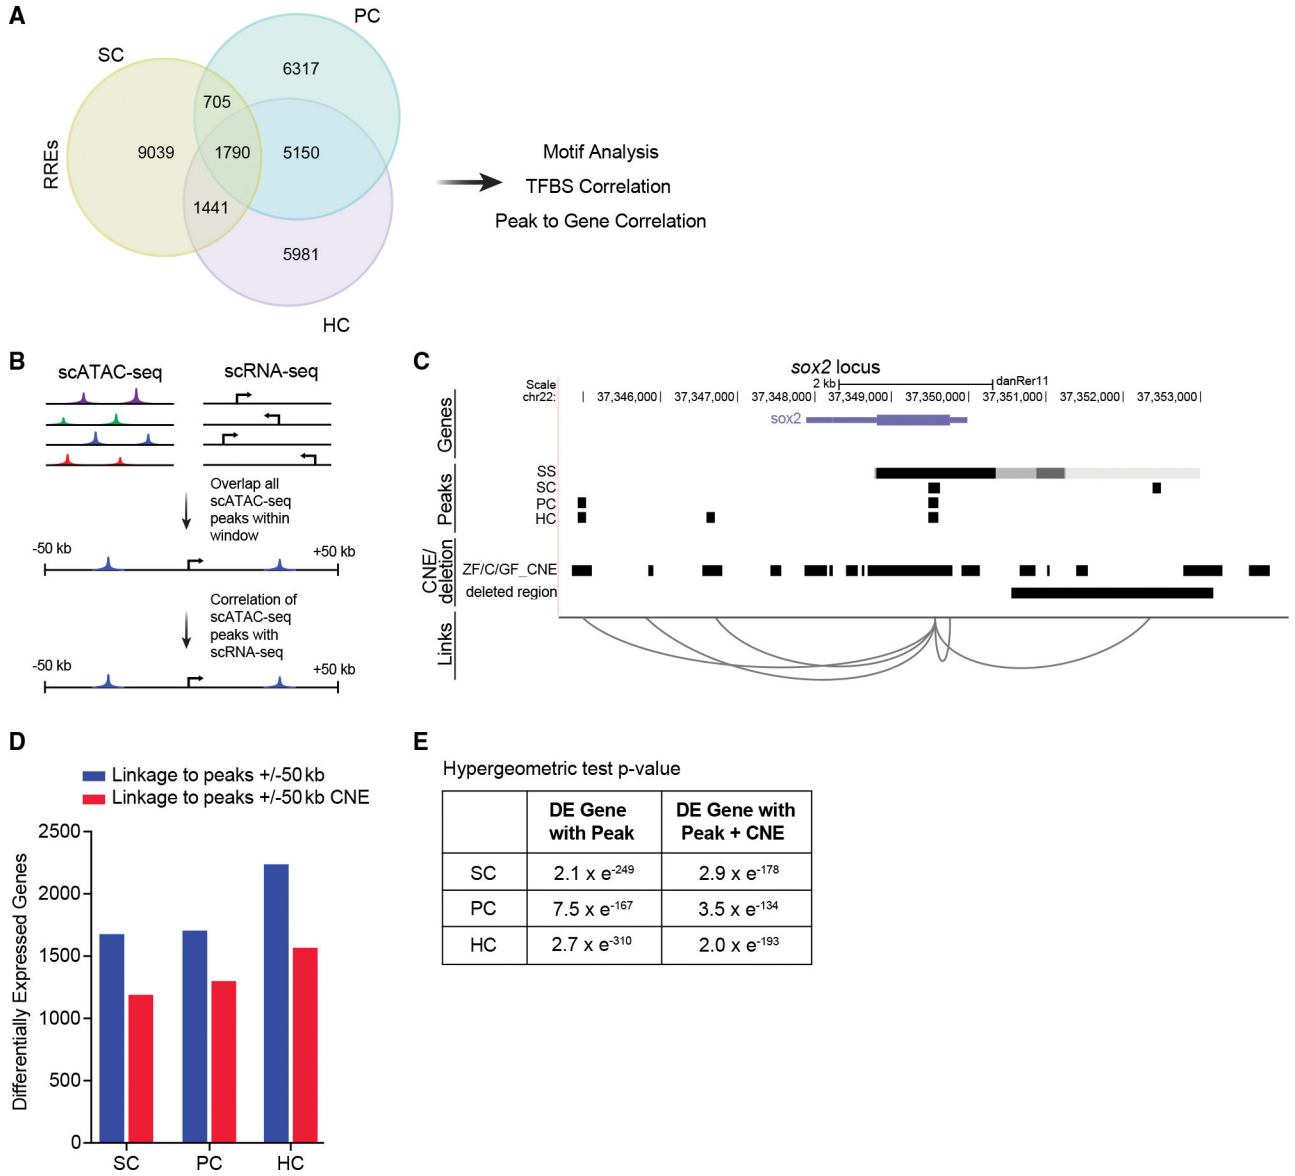 A
PC
SC
6317
705
RREs
9039
1790
5150
1441
5981
HC
Motif Analysis
TFBS Correlation
Peak to Gene Correlation
B
scATAC-seq
scRNA-seq
Overlap all
scATAC-seq
peaks within
window
-50 kb
+50 kb
Correlation of
scATAC-seq
peaks with
scRNA-seq
-50 kb
+50 kb
C
sox2 locus
Scale
2 kb
danRer11
chr22:
37,346,000
37,347,000
37,348,000
37,349,000
37,350,000
37,351,000
37,352,000
37,353,000
Genes
sox2
Peaks
SS
SC
PC
HC
CNE/
deletion
ZF/C/GF_CNE
deleted region
Links
D
Linkage to peaks +/-50 kb
Linkage to peaks +/-50 kb CNE
Differentially Expressed Genes
2500
2000
1500
1000
500
0
SC
PC
HC
E
Hypergeometric test p-value
DE Gene with Peak
DE Gene with Peak + CNE
SC 2.1 x e-249 2.9 x e-178
PC 7.5 x e-167 3.5 x e-134
HC 2.7 x e-310 2.0 x e-193